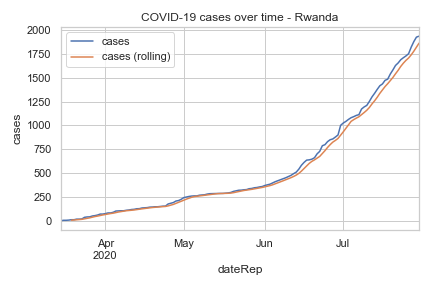 COVID-19 cases over time - Rwanda
cases
cases (rolling)
2000
1750
1500
1250
1000
750
500
250
0
cases
Apr
2020
May
Jun
Jul
dateRep